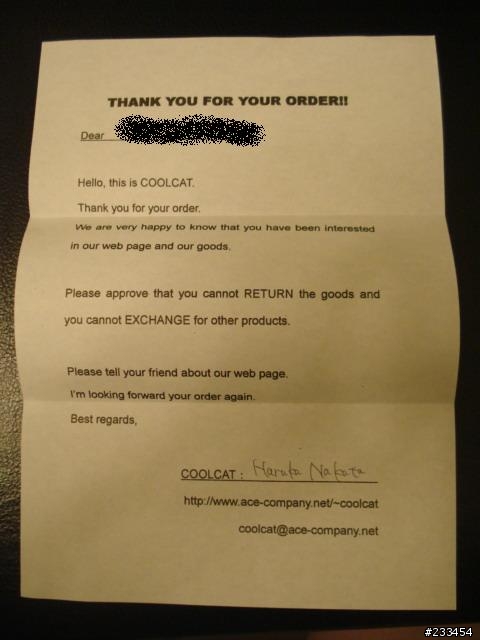 THANK YOU FOR YOUR ORDER!!
Dear
Hello, this is COOLCAT.
Thank you for your order.
We are very happy to know that you have been interested
in our web page and our goods.
Please approve that you cannot RETURN the goods and
you cannot EXCHANGE for other products.
Please tell your friend about our web page.
I'm looking forward your order again.
Best regards,
COOLCAT : Haruka Nakata
http://www.ace-company.net/~coolcat
coolcat@ace-company.net
#233454